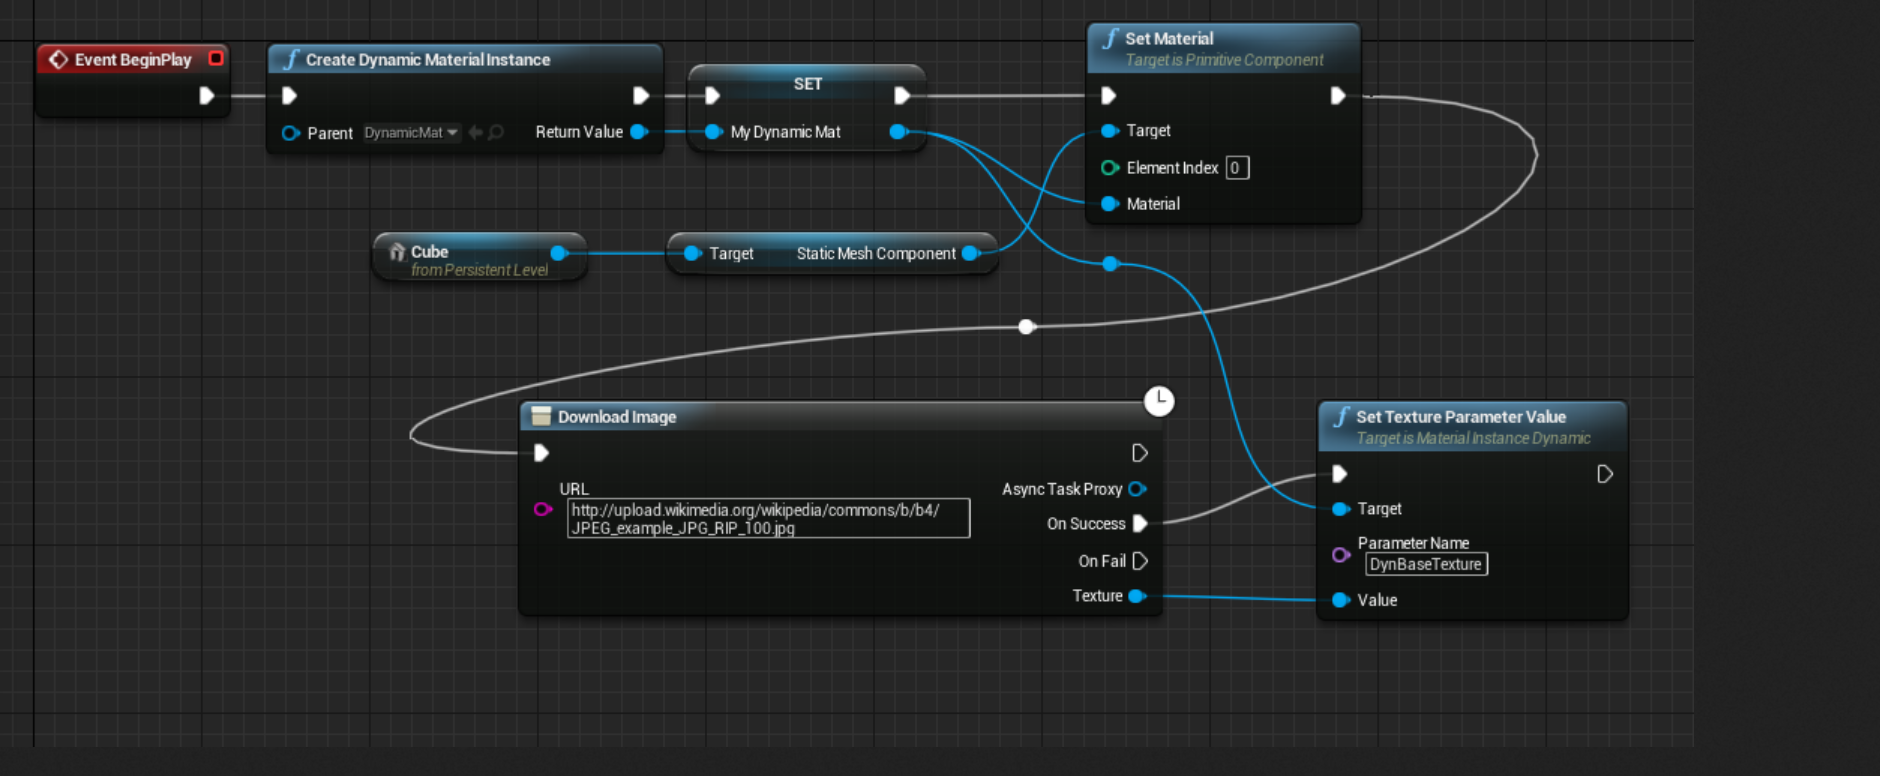 Event BeginPlay
Create Dynamic Material Instance
Parent DynamicMat Return Value
SET
My Dynamic Mat
Set Material
Target is Primitive Component
Target
Element Index 0
Material
Cube
from Persistent Level
Target Static Mesh Component
Download Image
URL
http://upload.wikimedia.org/wikipedia/commons/b/b4/
JPEG_example_JPG_RIP_100.jpg
Async Task Proxy
On Success
On Fail
Texture
Set Texture Parameter Value
Target is Material Instance Dynamic
Target
Parameter Name
DynBaseTexture
Value